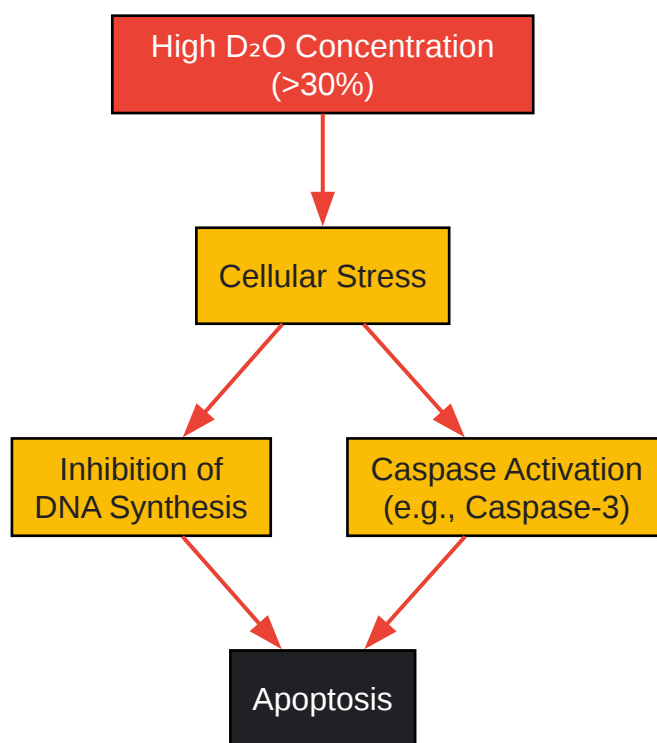 High D₂O Concentration
(>30%)
Cellular Stress
Inhibition of
DNA Synthesis
Caspase Activation
(e.g., Caspase-3)
Apoptosis